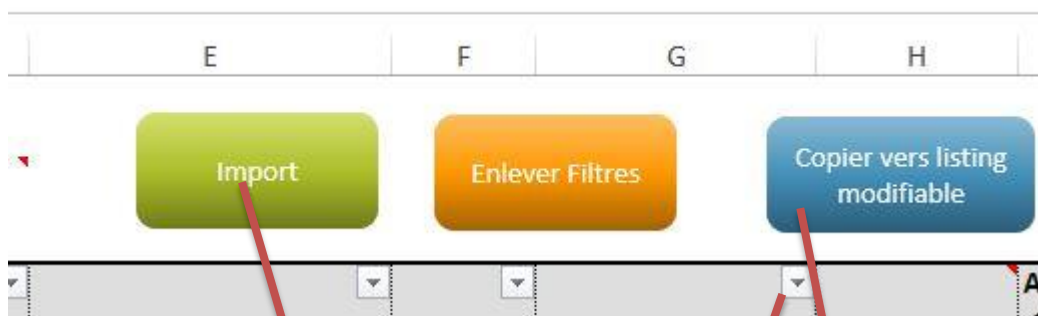 E F G H
Import
Enlever Filtres
Copier vers listing
modifiable
A